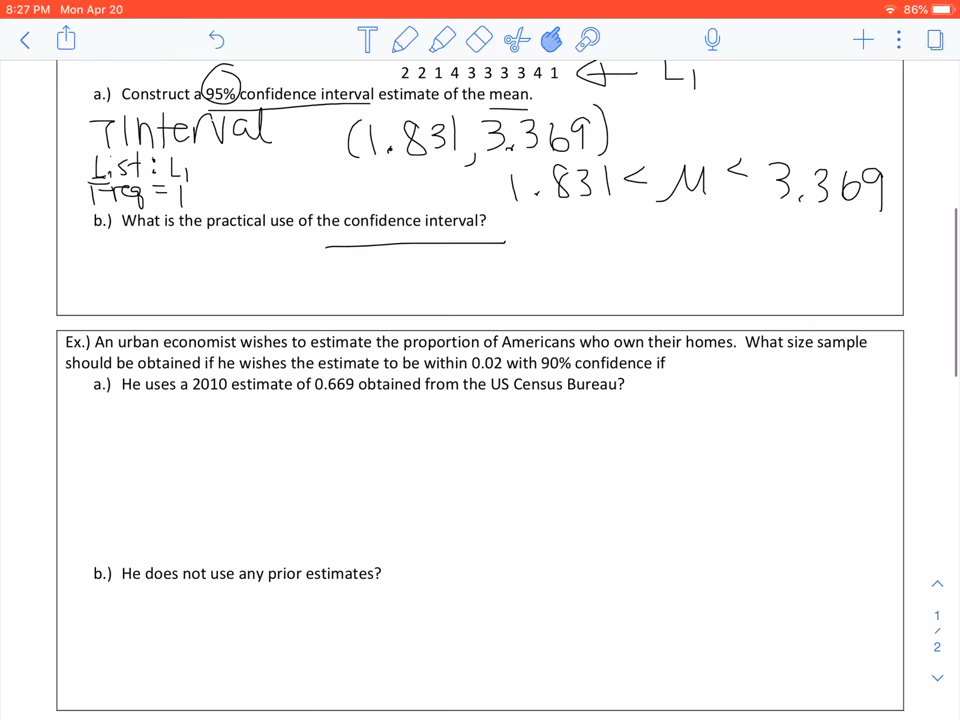 8:27 PM Mon Apr 20 86%
2 2 1 4 3 3 3 3 4 1 L1
a.) Construct a 95% confidence interval estimate of the mean.
TInterval (1.831, 3.369)
List: L1
Freq = 1 1.831 < μ < 3.369
b.) What is the practical use of the confidence interval?
Ex.) An urban economist wishes to estimate the proportion of Americans who own their homes. What size sample
should be obtained if he wishes the estimate to be within 0.02 with 90% confidence if
a.) He uses a 2010 estimate of 0.669 obtained from the US Census Bureau?
b.) He does not use any prior estimates?
1
/
2